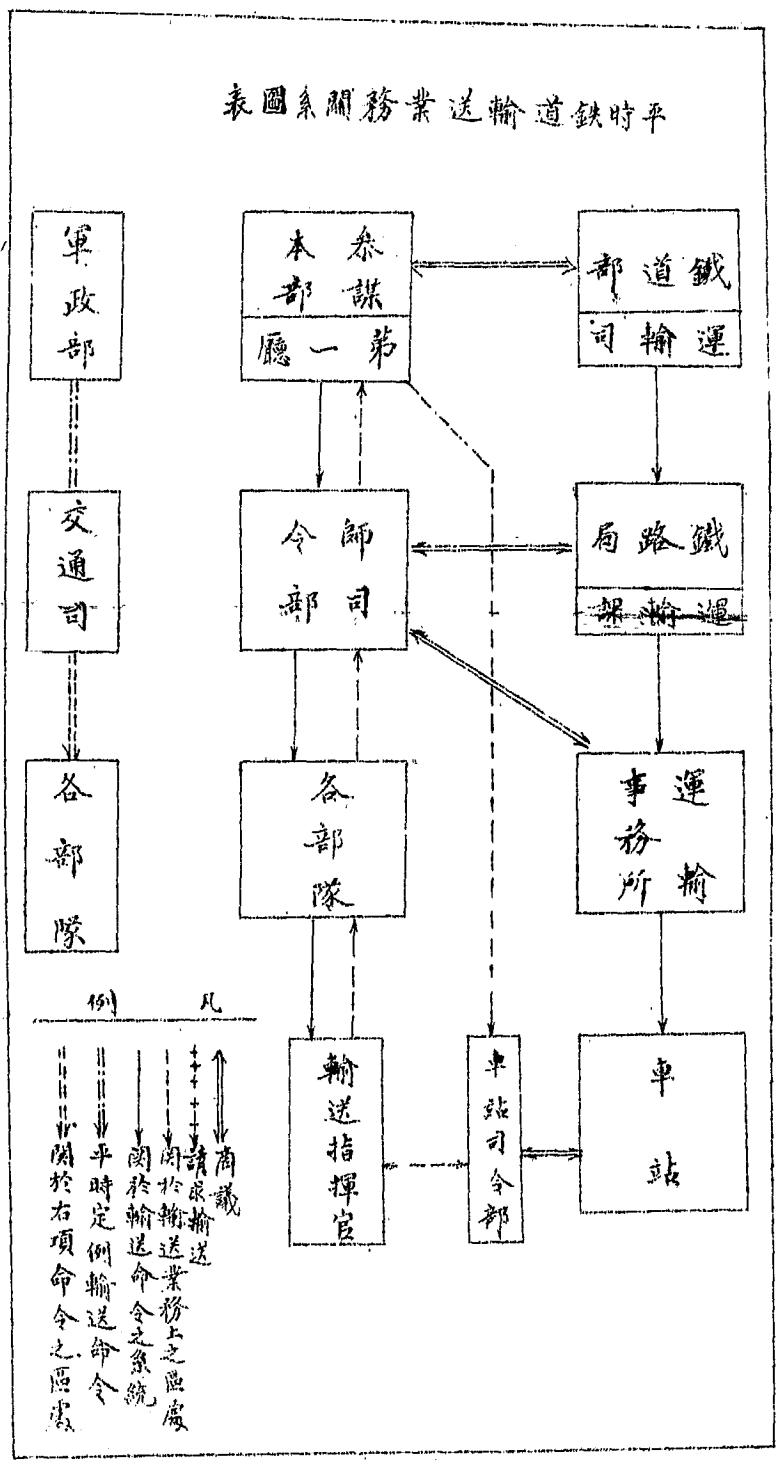 平時鉄道輸送業務關系圖表
鐵道部
運輸司
鐵路局
運輸課
運輸
事務所
車站
參謀
本部
第一廳
師司
令部
各部隊
車站司令部
輸送指揮官
軍政部
交通司
各部隊
凡例
商議
請求輸送
関於輸送業務上之區處
関於輸送命令之系統
平時定例輸送命令
関於右項命令之區處